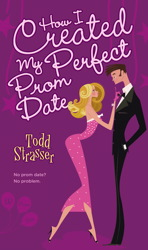 How I
Created
My Perfect
Prom
Date
Todd
Strasser
No prom date?
No problem.